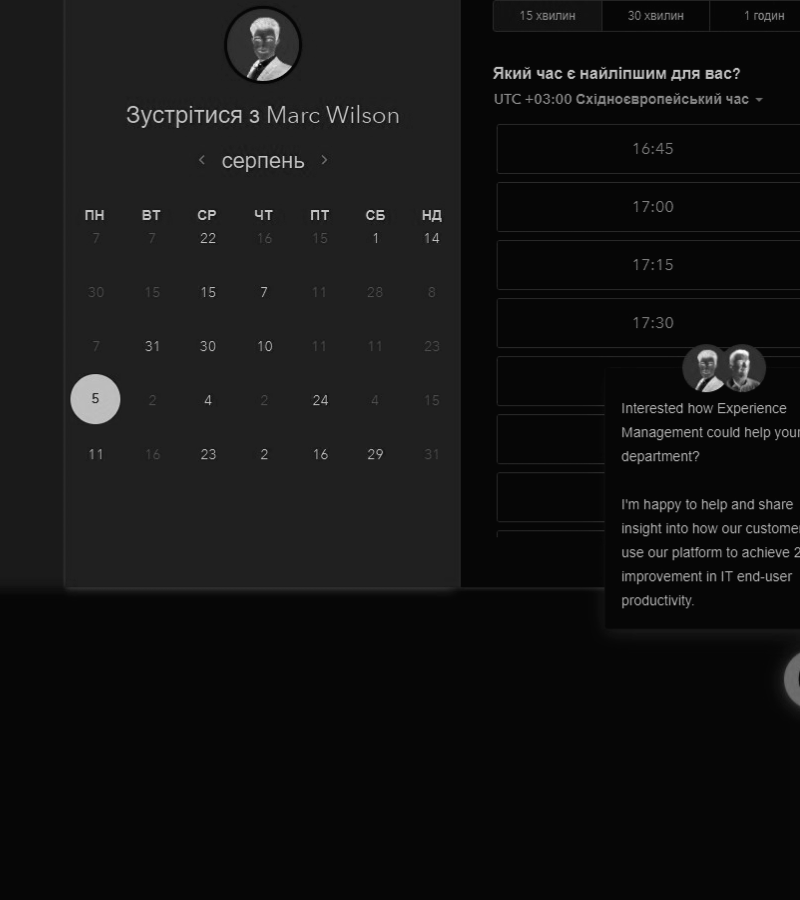 Зустрітися з Marc Wilson
серпень
ПН ВТ СР ЧТ ПТ СБ НД
7 7 22 16 15 1 14
30 15 15 7 11 28 8
7 31 30 10 11 11 23
5 2 4 2 24 4 15
11 16 23 2 16 29 31
15 хвилин 30 хвилин 1 годин
Який час є найліпшим для вас?
UTC +03:00 Східноєвропейський час
16:45
17:00
17:15
17:30
Interested how Experience
Management could help your
department?
I'm happy to help and share
insight into how our customer
use our platform to achieve 2
improvement in IT end-user
productivity.